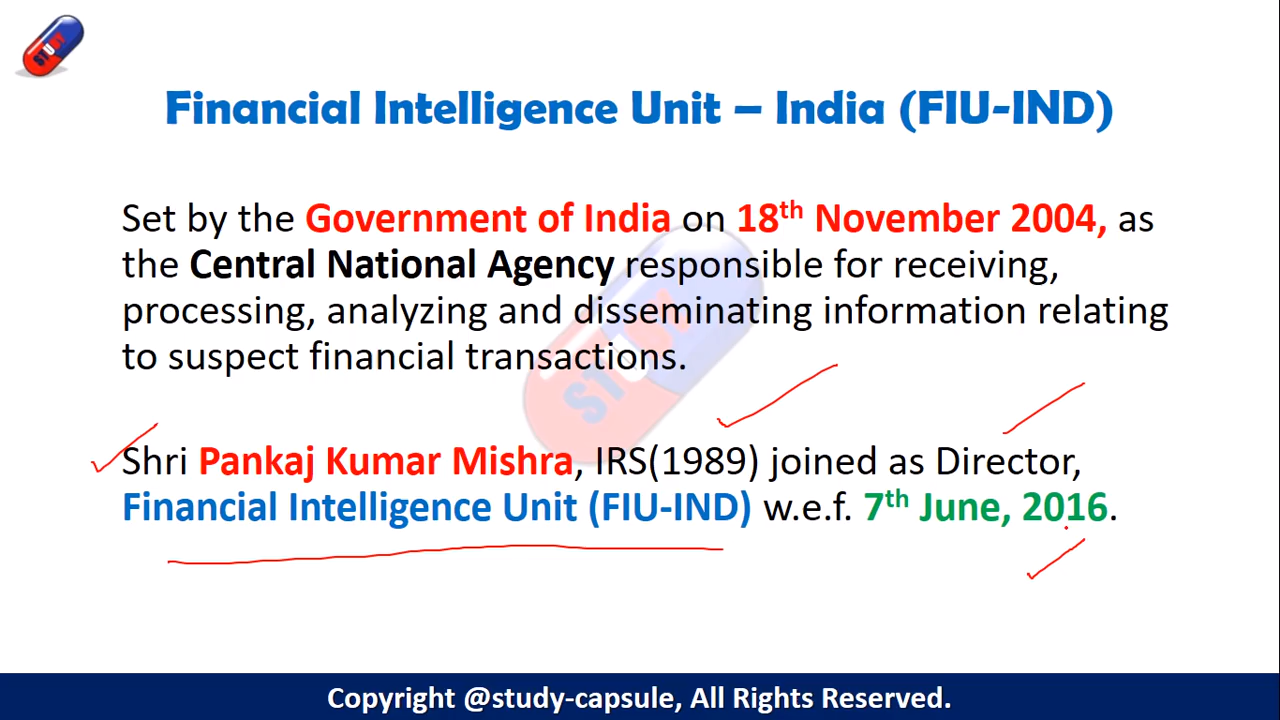 STUDY
Financial Intelligence Unit – India (FIU-IND)
Set by the Government of India on 18th November 2004, as
the Central National Agency responsible for receiving,
processing, analyzing and disseminating information relating
to suspect financial transactions.
STUDY
Shri Pankaj Kumar Mishra, IRS(1989) joined as Director,
Financial Intelligence Unit (FIU-IND) w.e.f. 7th June, 2016.
Copyright @study-capsule, All Rights Reserved.